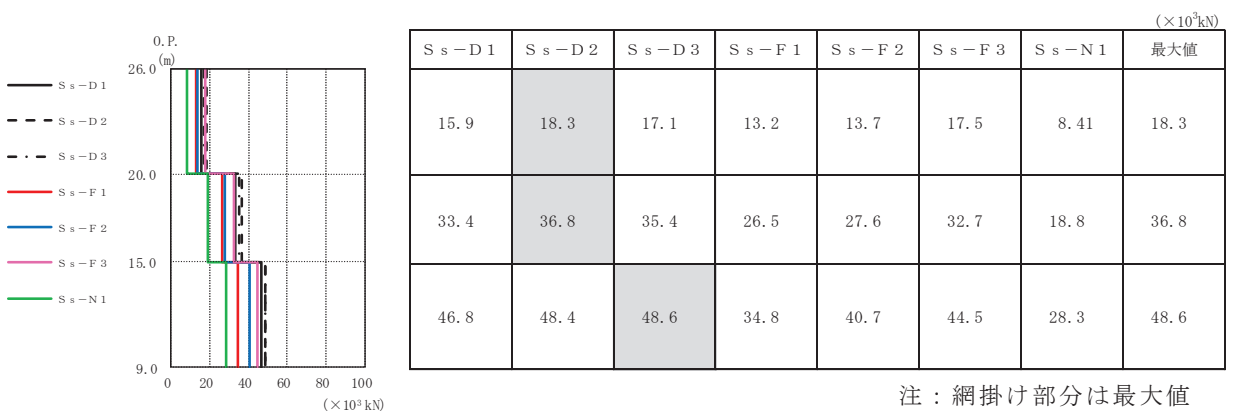 (×10³kN)
Ss-D1 Ss-D2 Ss-D3 Ss-F1 Ss-F2 Ss-F3 Ss-N1 最大値
15.9 18.3 17.1 13.2 13.7 17.5 8.41 18.3
33.4 36.8 35.4 26.5 27.6 32.7 18.8 36.8
46.8 48.4 48.6 34.8 40.7 44.5 28.3 48.6
注：網掛け部分は最大値
O.P.
(m)
26.0
20.0
15.0
9.0
0 20 40 60 80 100
(×10³kN)
Ss-D1
Ss-D2
Ss-D3
Ss-F1
Ss-F2
Ss-F3
Ss-N1